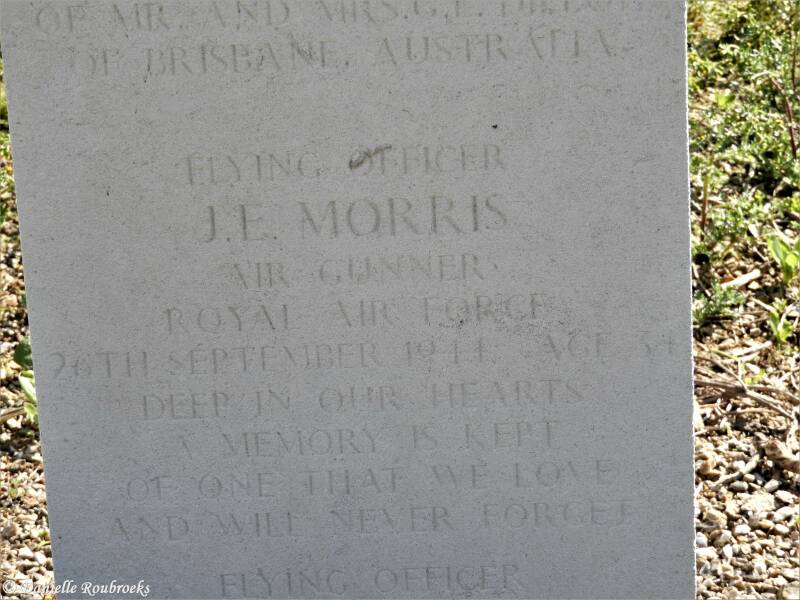 OF MR. AND MRS. G.E.
OF BRISBANE, AUSTRALIA.
FLYING OFFICER
J.E. MORRIS
AIR GUNNER
ROYAL AIR FORCE
26TH SEPTEMBER 1944 AGE
DEEP IN OUR HEARTS
A MEMORY IS KEPT
OF ONE THAT WE LOVE
AND WILL NEVER FORGET
FLYING OFFICER
© Danielle Roubroeks